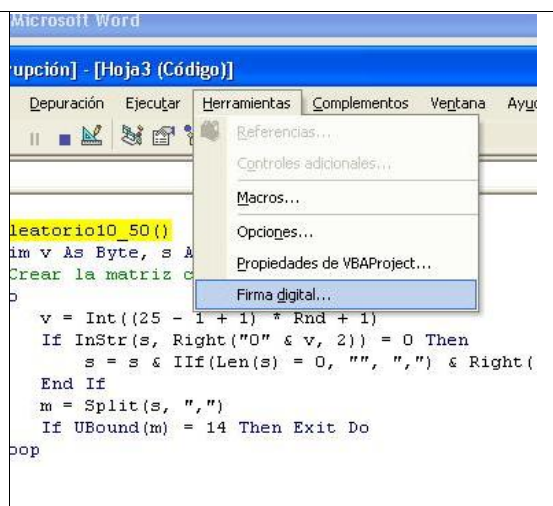 Microsoft Word
rupción] - [Hoja3 (Código)]
Depuración Ejecutar Herramientas Complementos Ventana Ayu
Referencias...
Controles adicionales...
Macros...
Opciones...
Propiedades de VBAProject...
Firma digital...
leatorio10_50()
im v As Byte, s A
Crear la matriz c
o
v = Int((25 - 1 + 1) * Rnd + 1)
If InStr(s, Right("0" & v, 2)) = 0 Then
s = s & IIf(Len(s) = 0, "", ",") & Right(
End If
m = Split(s, ",")
If UBound(m) = 14 Then Exit Do
oop